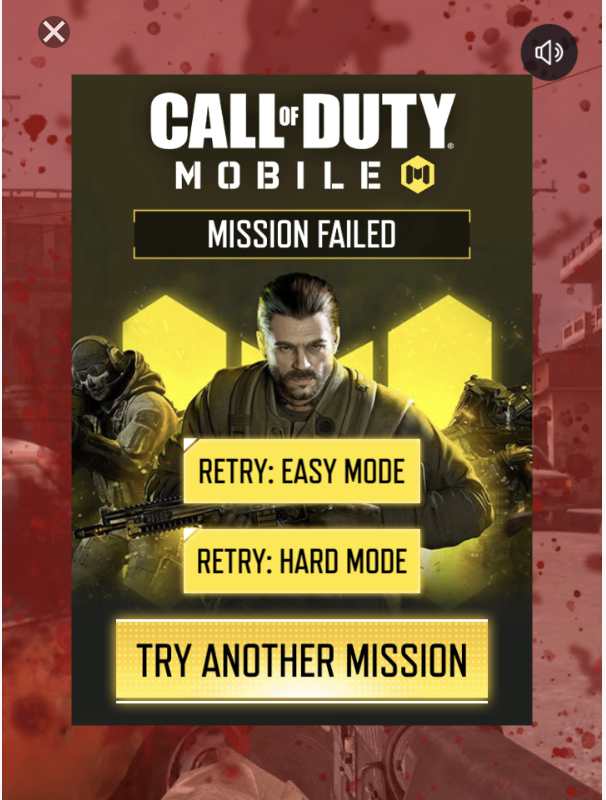 CALL OF DUTY®
MOBILE
MISSION FAILED
RETRY: EASY MODE
RETRY: HARD MODE
TRY ANOTHER MISSION